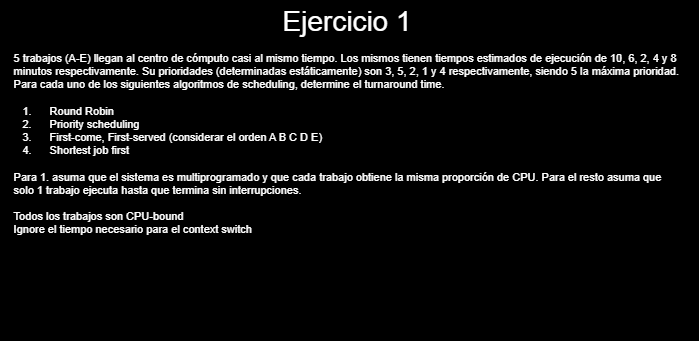 Ejercicio 1
5 trabajos (A-E) llegan al centro de cómputo casi al mismo tiempo. Los mismos tienen tiempos estimados de ejecución de 10, 6, 2, 4 y 8
minutos respectivamente. Su prioridades (determinadas estáticamente) son 3, 5, 2, 1 y 4 respectivamente, siendo 5 la máxima prioridad.
Para cada uno de los siguientes algoritmos de scheduling, determine el turnaround time.
1. Round Robin
2. Priority scheduling
3. First-come, First-served (considerar el orden A B C D E)
4. Shortest job first
Para 1. asuma que el sistema es multiprogramado y que cada trabajo obtiene la misma proporción de CPU. Para el resto asuma que
solo 1 trabajo ejecuta hasta que termina sin interrupciones.
Todos los trabajos son CPU-bound
Ignore el tiempo necesario para el context switch